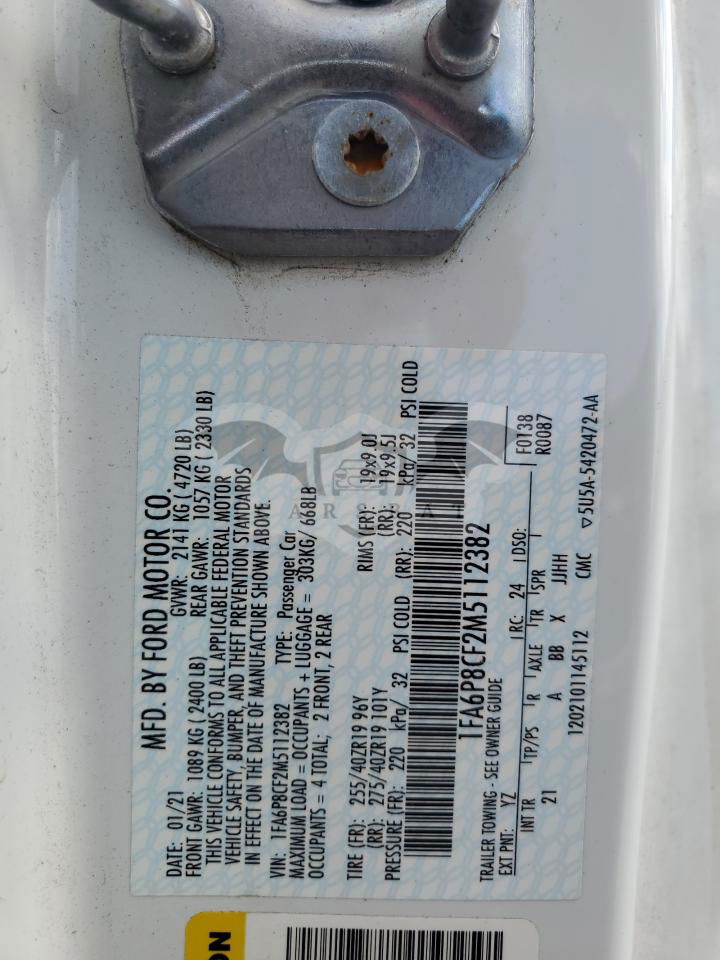 MFD. BY FORD MOTOR CO.
DATE: 01/21 GVWR: 2141 KG ( 4720 LB)
FRONT GAWR: 1089 KG ( 2400LB) REAR GAWR: 1057 KG ( 2330 LB)
THIS VEHICLE CONFORMS TO ALL APPLICABLE FEDERAL MOTOR
VEHICLE SAFETY, BUMPER, AND THEFT PREVENTION STANDARDS
IN EFFECT ON THE DATE OF MANUFACTURE SHOWN ABOVE.
VIN: 1FA6P8CF2M5112382 TYPE: Passenger Car
MAXIMUM LOAD = OCCUPANTS + LUGGAGE = 303KG/ 668LB
OCCUPANTS = 4 TOTAL; 2 FRONT, 2 REAR
TIRE (FR): 255/40ZR19 96Y RIMS (FR): 19x9.0J
(RR): 275/40ZR19 101Y (RR): 19x9.5J
PRESSURE (FR): 220 kPa/ 32 PSI COLD (RR): 220 kPa/ 32 PSI COLD
1FA6P8CF2M5112382
TRAILER TOWING - SEE OWNER GUIDE F0138
EXT PNT: YZ RC: 24 DSO: R0087
INT TR TP/PS R AXLE TR SPR
21 A BB X JJHH
1202101145112 CMC ▽5U5A-5420472-AA
ON